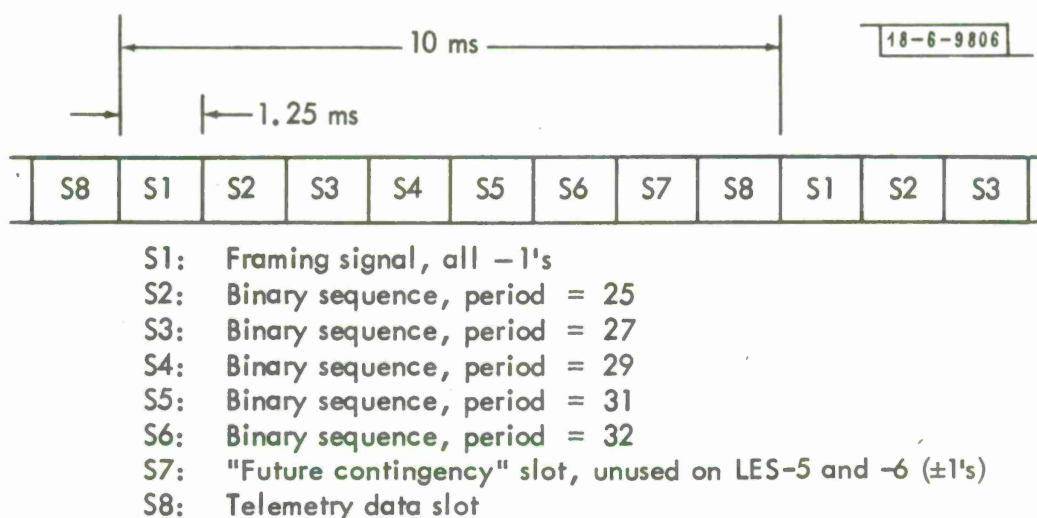 10 ms
18-6-9806
1.25 ms
S8 S1 S2 S3 S4 S5 S6 S7 S8 S1 S2 S3
S1: Framing signal, all –1's
S2: Binary sequence, period = 25
S3: Binary sequence, period = 27
S4: Binary sequence, period = 29
S5: Binary sequence, period = 31
S6: Binary sequence, period = 32
S7: "Future contingency" slot, unused on LES-5 and -6 (±1's)
S8: Telemetry data slot